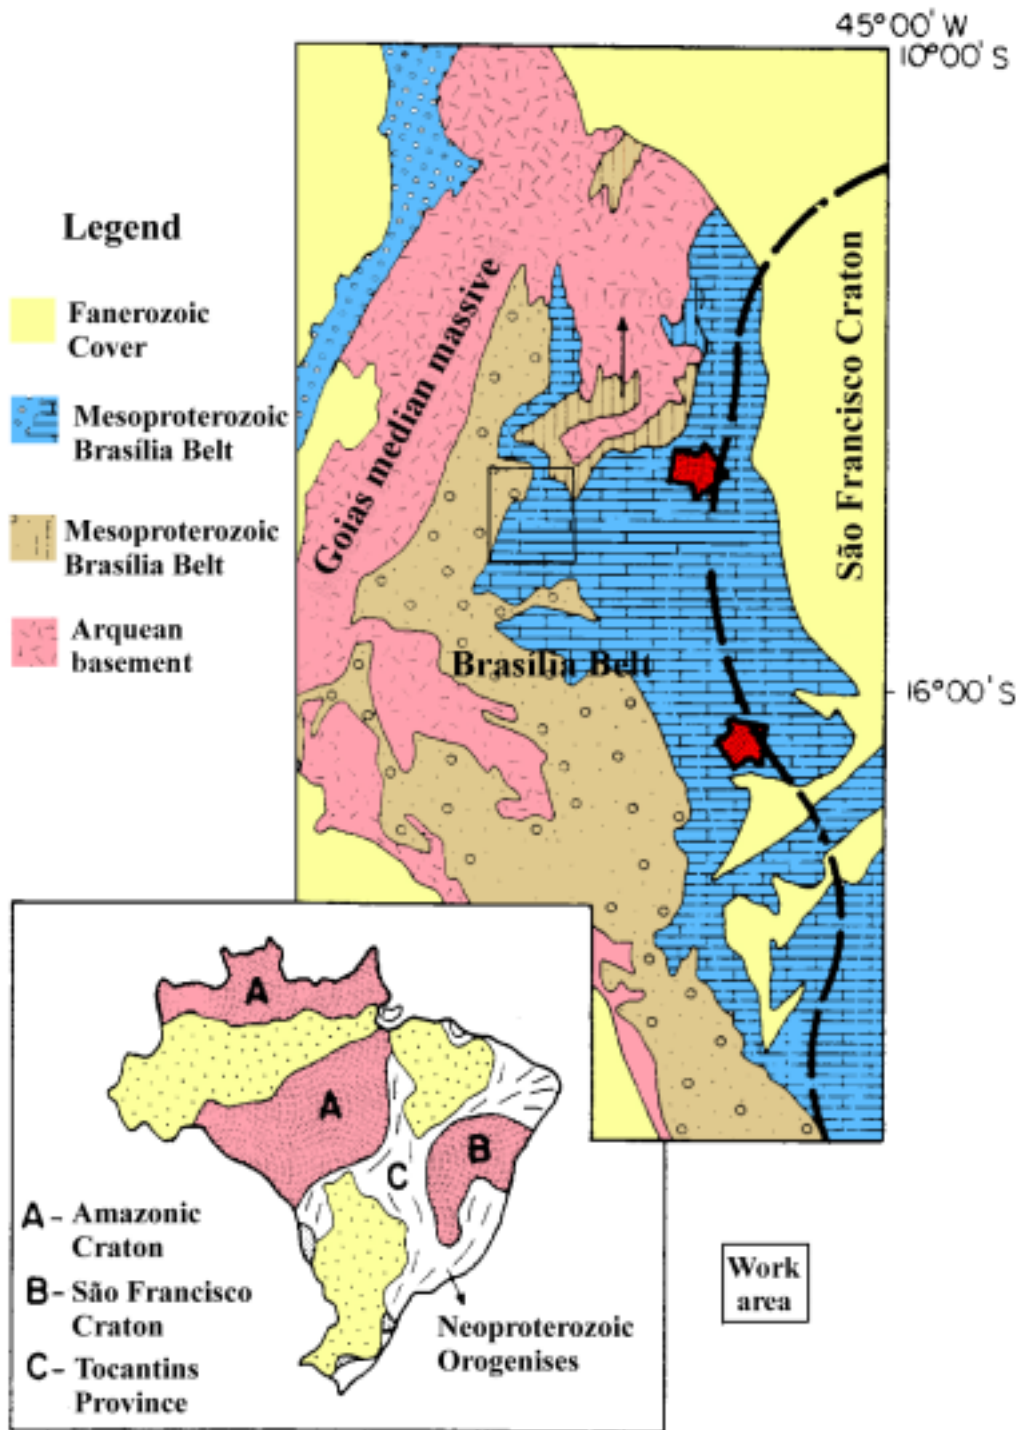 45°00' W
10°00' S
Legend
Fanerozoic
Cover
Mesoproterozoic
Brasília Belt
Mesoproterozoic
Brasília Belt
Arquean
basement
Goias median massive
São Francisco Craton
Brasília Belt
16°00' S
A
A
B
C
A - Amazonic
Craton
B - São Francisco
Craton
C - Tocantins
Province
Neoproterozoic
Orogenises
Work
area